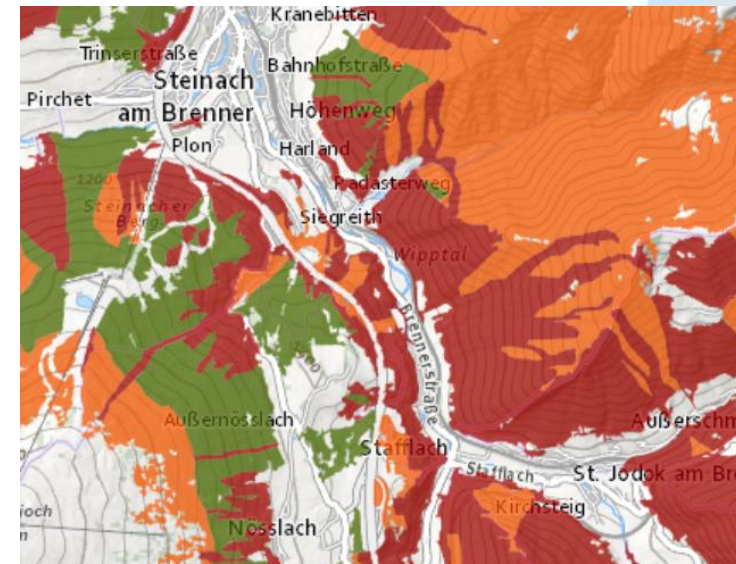 Kranebitten
Trinserstraße
Bahnhofstraße
Steinach
am Brenner
Pirchet
Höhenweg
Plon
Harland
Padasterweg
1200
Steinacher
Berg
Siegreith
Wipptal
Brennerstraße
Außernösslach
Stafflach
Stafflach
St. Jodok am Br
Kirchsteig
Nösslach